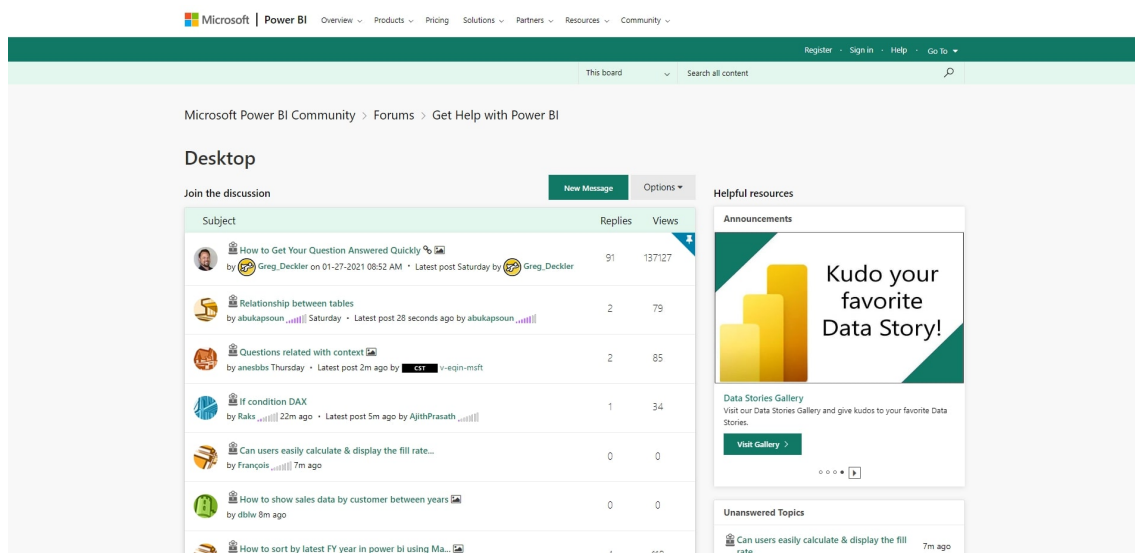 Microsoft | Power BI Overview Products Pricing Solutions Partners Resources Community
Register · Sign in · Help · Go To
This board Search all content
Microsoft Power BI Community > Forums > Get Help with Power BI
Desktop
Join the discussion
New Message Options
Subject Replies Views
How to Get Your Question Answered Quickly
by Greg_Deckler on 01-27-2021 08:52 AM • Latest post Saturday by Greg_Deckler
91 137127
Relationship between tables
by abukapsoun Saturday • Latest post 28 seconds ago by abukapsoun
2 79
Questions related with context
by anesbbs Thursday • Latest post 2m ago by CST v-eqin-msft
2 85
If condition DAX
by Raks 22m ago • Latest post 5m ago by AjithPrasath
1 34
Can users easily calculate & display the fill rate...
by François 7m ago
0 0
How to show sales data by customer between years
by dblw 8m ago
0 0
How to sort by latest FY year in power bi using Ma...
Helpful resources
Announcements
Kudo your
favorite
Data Story!
Data Stories Gallery
Visit our Data Stories Gallery and give kudos to your favorite Data
Stories.
Visit Gallery >
Unanswered Topics
Can users easily calculate & display the fill
rate...
7m ago